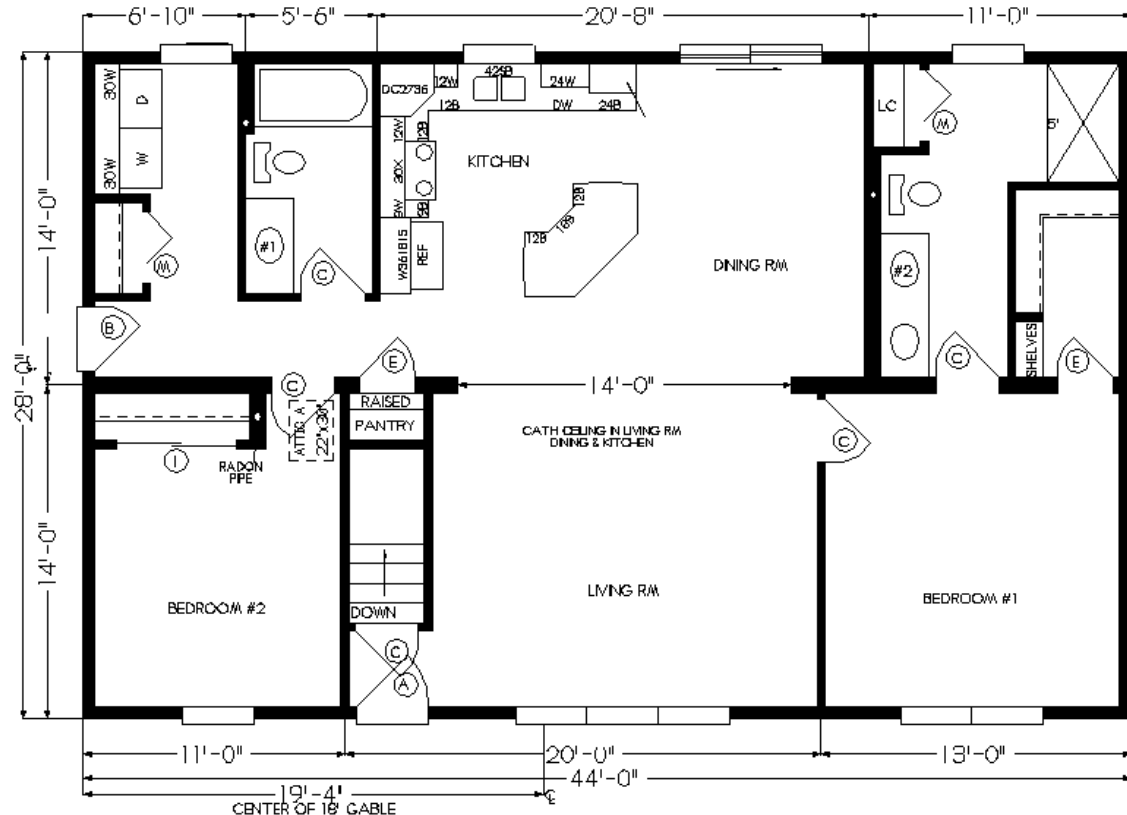 6'-10"
5'-6"
20'-8"
11'-0"
30W
D
30W
W
DC2736
12W
42SB
24W
12B
DW
24B
12W
12B
30X
9W
9B
W361815
REF
KITCHEN
12B
18B
12B
DINING RM
LC
M
5'
#1
C
M
#2
14'-0"
B
E
C
SHELVES
E
28'-0"
C
14'-0"
RAISED
PANTRY
ATTIC A
22"X30"
CATH CEILING IN LIVING RM
DINING & KITCHEN
C
I
RADON
PIPE
14'-0"
BEDROOM #2
DOWN
LIVING RM
BEDROOM #1
C
A
11'-0"
20'-0"
13'-0"
44'-0"
19'-4"
CENTER OF 18' GABLE